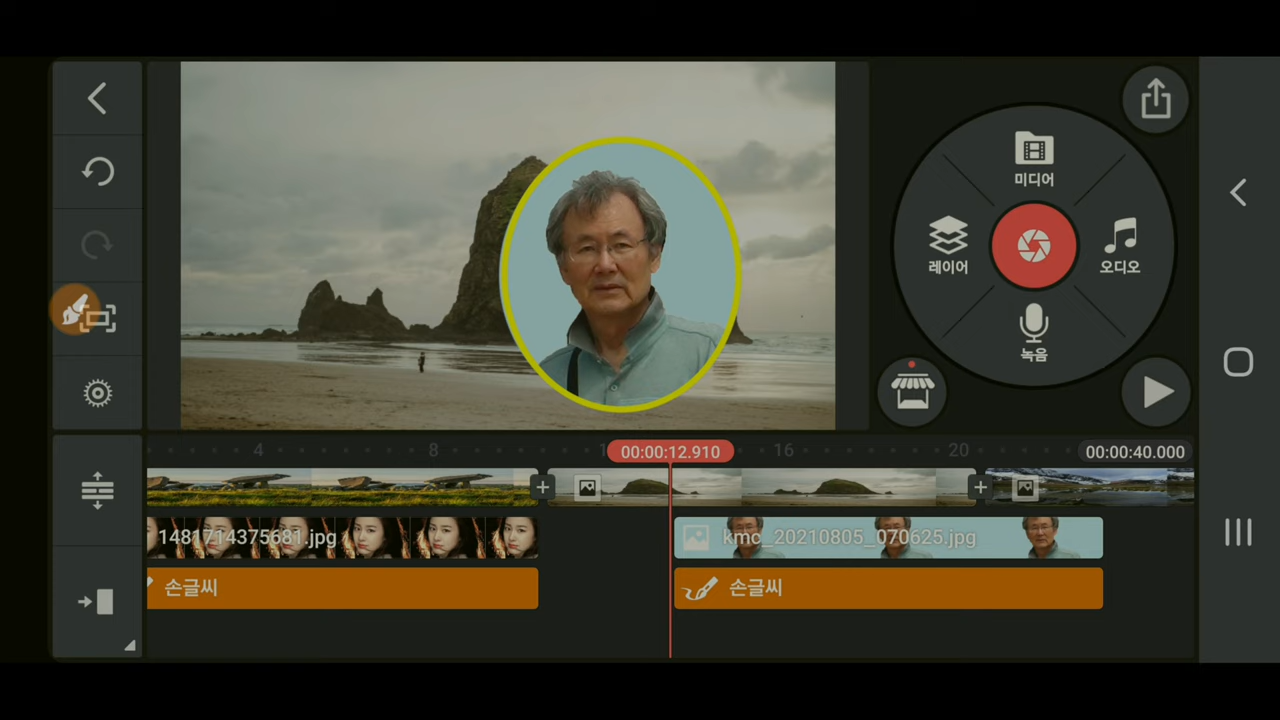 미디어
레이어
오디오
녹음
4
8
00:00:12.910
16
20
00:00:40.000
1481714375681.jpg
kmc_20210805_070625.jpg
손글씨
손글씨